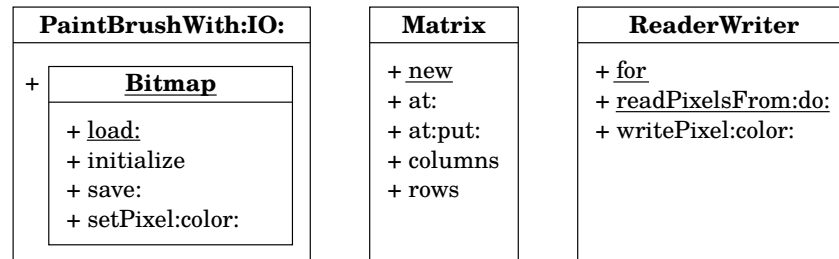 PaintBrushWith:IO:
+ Bitmap
+ load:
+ initialize
+ save:
+ setPixel:color:
Matrix
+ new
+ at:
+ at:put:
+ columns
+ rows
ReaderWriter
+ for
+ readPixelsFrom:do:
+ writePixel:color: